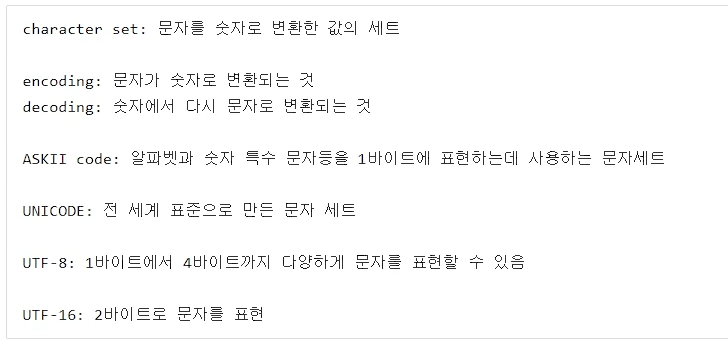 character set: 문자를 숫자로 변환한 값의 세트
encoding: 문자가 숫자로 변환되는 것
decoding: 숫자에서 다시 문자로 변환되는 것
ASKII code: 알파벳과 숫자 특수 문자등을 1바이트에 표현하는데 사용하는 문자세트
UNICODE: 전 세계 표준으로 만든 문자 세트
UTF-8: 1바이트에서 4바이트까지 다양하게 문자를 표현할 수 있음
UTF-16: 2바이트로 문자를 표현